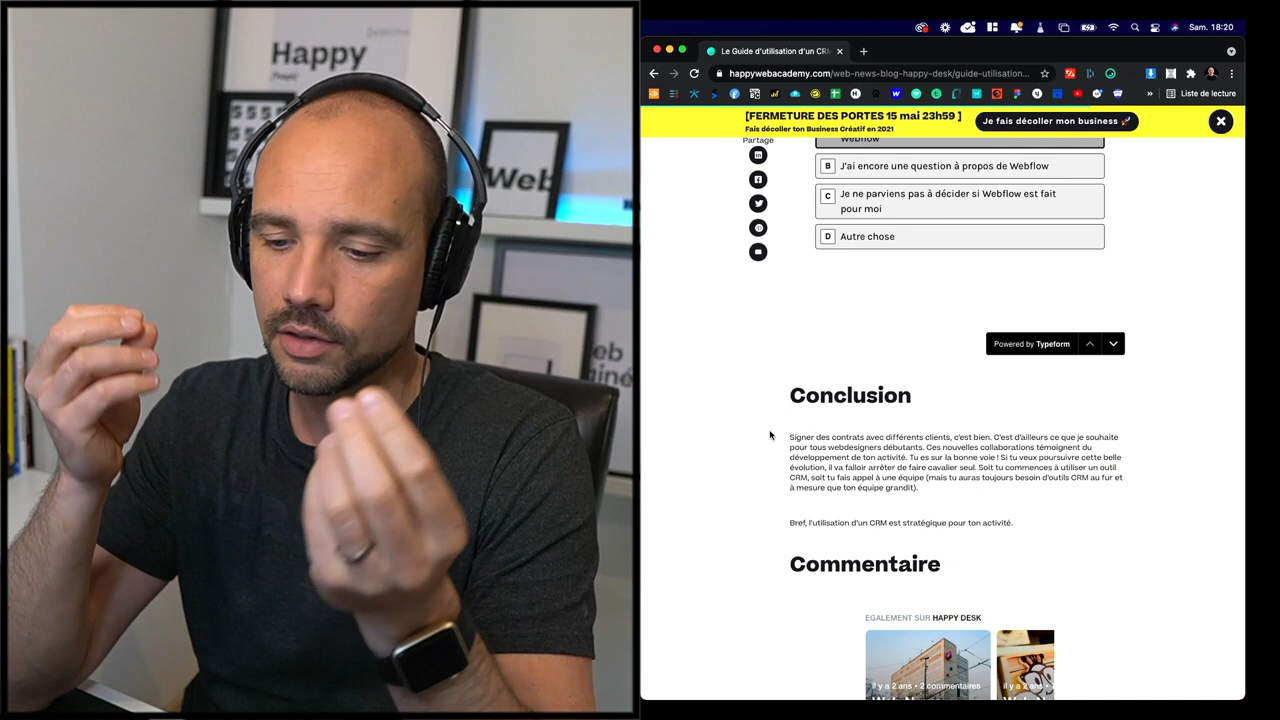 Happy
Web
eb
giné
Sam. 18:20
Le Guide d'utilisation d'un CR
happywebacademy.com/web-news-blog-happy-desk/guide-utilisation...
Liste de lecture
[FERMETURE DES PORTES 15 mai 23h59 ]
Fais décoller ton Business Créatif en 2021
Je fais décoller mon business 🚀
Partage
Webflow
B J'ai encore une question à propos de Webflow
C Je ne parviens pas à décider si Webflow est fait
pour moi
D Autre chose
Powered by Typeform
Conclusion
Signer des contrats avec différents clients, c'est bien. C'est d'ailleurs ce que je souhaite
pour tous webdesigners débutants. Ces nouvelles collaborations témoignent du
développement de ton activité. Tu es sur la bonne voie ! Si tu veux poursuivre cette belle
évolution, il va falloir arrêter de faire cavalier seul. Soit tu commences à utiliser un outil
CRM, soit tu fais appel à une équipe (mais tu auras toujours besoin d'outils CRM au fur et
à mesure que ton équipe grandit).
Bref, l'utilisation d'un CRM est stratégique pour ton activité.
Commentaire
EGALEMENT SUR HAPPY DESK
il y a 2 ans • 2 commentaires
il y a 2 ans •